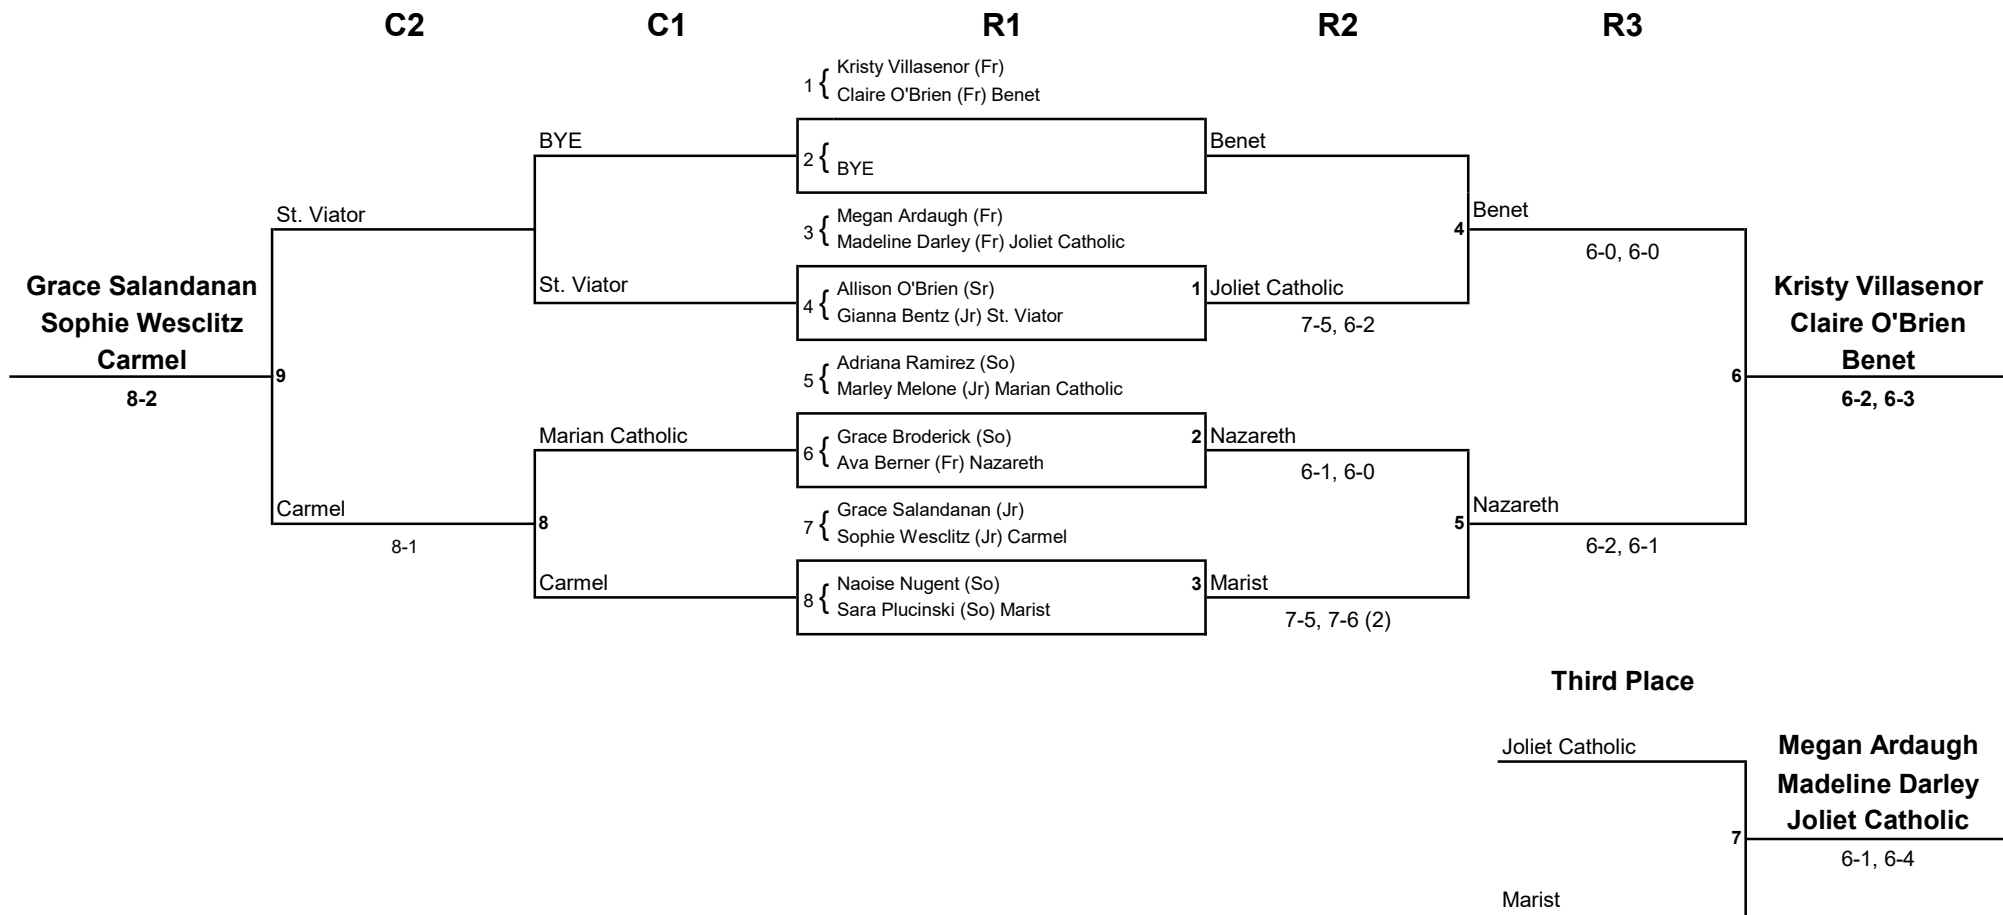 C2 C1 R1 R2 R3
1 { Kristy Villasenor (Fr)
Claire O'Brien (Fr) Benet
BYE
2 { BYE
Benet
St. Viator
3 { Megan Ardaugh (Fr)
Madeline Darley (Fr) Joliet Catholic
4 Benet
6-0, 6-0
Grace Salandanan
Sophie Wesclitz
Carmel
9
8-2
St. Viator
4 { Allison O'Brien (Sr)
Gianna Bentz (Jr) St. Viator
1 Joliet Catholic
7-5, 6-2
Kristy Villasenor
Claire O'Brien
Benet
6
6-2, 6-3
5 { Adriana Ramirez (So)
Marley Melone (Jr) Marian Catholic
Marian Catholic
6 { Grace Broderick (So)
Ava Berner (Fr) Nazareth
2 Nazareth
6-1, 6-0
Carmel
8
8-1
7 { Grace Salandanan (Jr)
Sophie Wesclitz (Jr) Carmel
5 Nazareth
6-2, 6-1
Carmel
8 { Naoise Nugent (So)
Sara Plucinski (So) Marist
3 Marist
7-5, 7-6 (2)
Third Place
Joliet Catholic
Megan Ardaugh
Madeline Darley
Joliet Catholic
7
6-1, 6-4
Marist